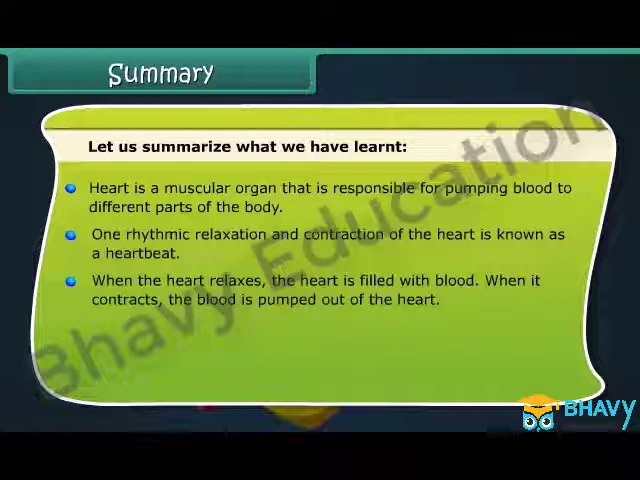 Summary
Let us summarize what we have learnt:
Heart is a muscular organ that is responsible for pumping blood to
different parts of the body.
One rhythmic relaxation and contraction of the heart is known as
a heartbeat.
When the heart relaxes, the heart is filled with blood. When it
contracts, the blood is pumped out of the heart.
Bhavy Education
BHAVY